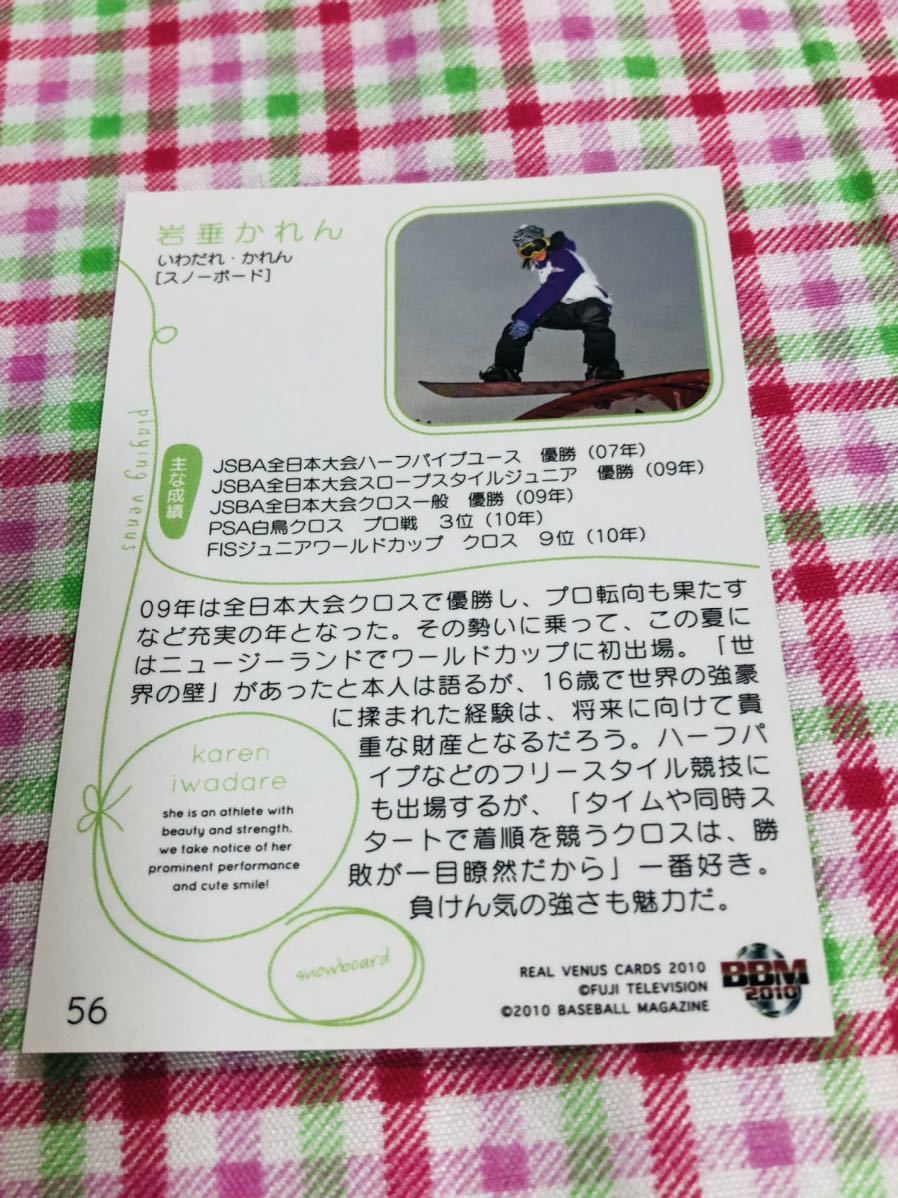 岩垂かれん
いわだれ・かれん
[スノーボード]
playing venus
主な成績
JSBA全日本大会ハーフパイプユース　優勝（07年）
JSBA全日本大会スロープスタイルジュニア　優勝（09年）
JSBA全日本大会クロス一般　優勝（09年）
PSA白鳥クロス　プロ戦　3位（10年）
FISジュニアワールドカップ　クロス　9位（10年）
09年は全日本大会クロスで優勝し、プロ転向も果たす
など充実の年となった。その勢いに乗って、この夏に
はニュージーランドでワールドカップに初出場。「世
界の壁」があったと本人は語るが、16歳で世界の強豪
に揉まれた経験は、将来に向けて貴
重な財産となるだろう。ハーフパ
イプなどのフリースタイル競技に
も出場するが、「タイムや同時ス
タートで着順を競うクロスは、勝
敗が一目瞭然だから」一番好き。
負けん気の強さも魅力だ。
karen
iwadare
she is an athlete with
beauty and strength.
we take notice of her
prominent performance
and cute smile!
snowboard
56
REAL VENUS CARDS 2010
©FUJI TELEVISION
©2010 BASEBALL MAGAZINE
BBM
2010